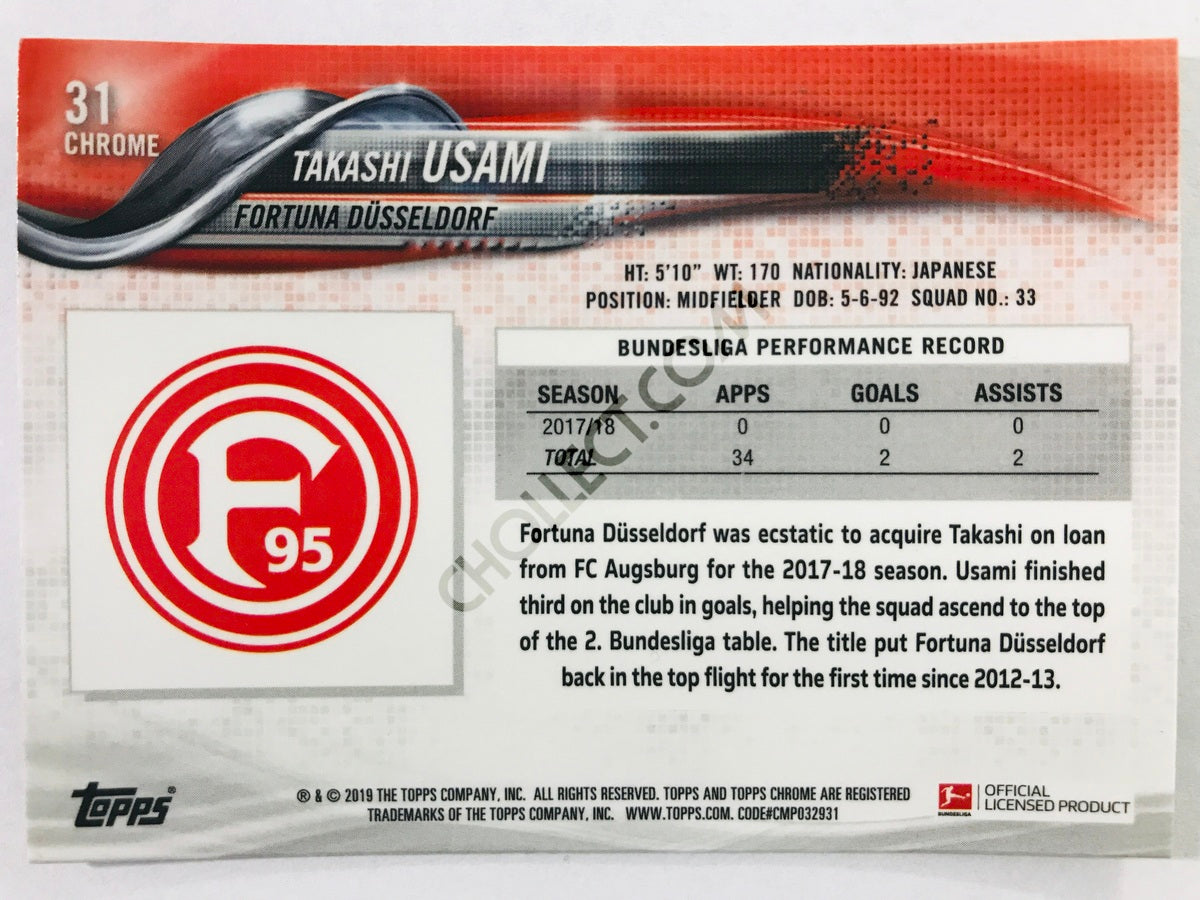 31
CHROME
TAKASHI USAMI
FORTUNA DÜSSELDORF
HT: 5'10" WT: 170 NATIONALITY: JAPANESE
POSITION: MIDFIELDER DOB: 5-6-92 SQUAD NO.: 33
F95
BUNDESLIGA PERFORMANCE RECORD
SEASON APPS GOALS ASSISTS
2017/18 0 0 0
TOTAL 34 2 2
Fortuna Düsseldorf was ecstatic to acquire Takashi on loan
from FC Augsburg for the 2017-18 season. Usami finished
third on the club in goals, helping the squad ascend to the top
of the 2. Bundesliga table. The title put Fortuna Düsseldorf
back in the top flight for the first time since 2012-13.
CHOLLECT.COM
Topps®
® & © 2019 THE TOPPS COMPANY, INC. ALL RIGHTS RESERVED. TOPPS AND TOPPS CHROME ARE REGISTERED
TRADEMARKS OF THE TOPPS COMPANY, INC. WWW.TOPPS.COM. CODE#CMP032931
BUNDESLIGA
OFFICIAL
LICENSED PRODUCT